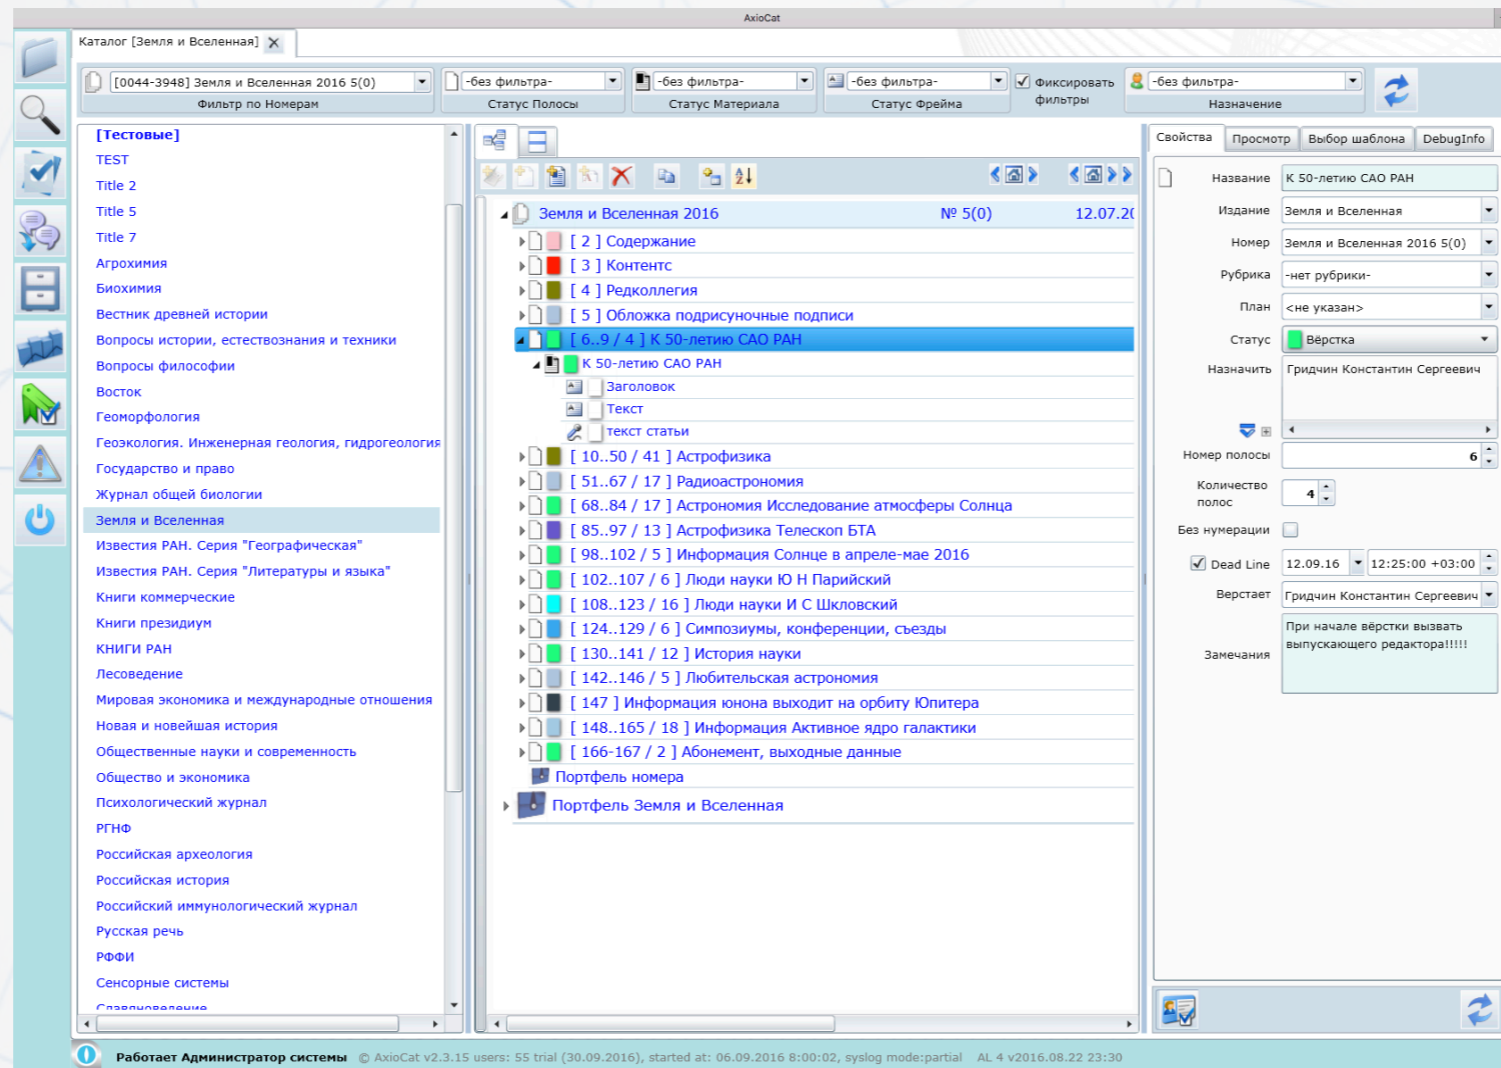 AxioCat
Каталог [Земля и Вселенная]
[0044-3948] Земля и Вселенная 2016 5(0)
-без фильтра-
-без фильтра-
-без фильтра-
Фиксировать
фильтры
-без фильтра-
Фильтр по Номерам
Статус Полосы
Статус Материала
Статус Фрейма
Назначение
[Тестовые]
TEST
Title 2
Title 5
Title 7
Агрохимия
Биохимия
Вестник древней истории
Вопросы истории, естествознания и техники
Вопросы философии
Восток
Геоморфология
Геоэкология. Инженерная геология, гидрогеология
Государство и право
Журнал общей биологии
Земля и Вселенная
Известия РАН. Серия "Географическая"
Известия РАН. Серия "Литературы и языка"
Книги коммерческие
Книги президиум
КНИГИ РАН
Лесоведение
Мировая экономика и международные отношения
Новая и новейшая история
Общественные науки и современность
Общество и экономика
Психологический журнал
РГНФ
Российская археология
Российская история
Российский иммунологический журнал
Русская речь
РФФИ
Сенсорные системы
Славяноведение
Земля и Вселенная 2016 № 5(0) 12.07.20
[ 2 ] Содержание
[ 3 ] Контентс
[ 4 ] Редколлегия
[ 5 ] Обложка подрисуночные подписи
[ 6..9 / 4 ] К 50-летию САО РАН
К 50-летию САО РАН
Заголовок
Текст
текст статьи
[ 10..50 / 41 ] Астрофизика
[ 51..67 / 17 ] Радиоастрономия
[ 68..84 / 17 ] Астрономия Исследование атмосферы Солнца
[ 85..97 / 13 ] Астрофизика Телескоп БТА
[ 98..102 / 5 ] Информация Солнце в апреле-мае 2016
[ 102..107 / 6 ] Люди науки Ю Н Парийский
[ 108..123 / 16 ] Люди науки И С Шкловский
[ 124..129 / 6 ] Симпозиумы, конференции, съезды
[ 130..141 / 12 ] История науки
[ 142..146 / 5 ] Любительская астрономия
[ 147 ] Информация юнона выходит на орбиту Юпитера
[ 148..165 / 18 ] Информация Активное ядро галактики
[ 166-167 / 2 ] Абонемент, выходные данные
Портфель номера
Портфель Земля и Вселенная
Свойства
Просмотр
Выбор шаблона
DebugInfo
Название К 50-летию САО РАН
Издание Земля и Вселенная
Номер Земля и Вселенная 2016 5(0)
Рубрика -нет рубрики-
План <не указан>
Статус Вёрстка
Назначить Гридчин Константин Сергеевич
Номер полосы 6
Количество
полос 4
Без нумерации
Dead Line 12.09.16 12:25:00 +03:00
Верстает Гридчин Константин Сергеевич
При начале вёрстки вызвать
выпускающего редактора!!!!!
Замечания
Работает Администратор системы © AxioCat v2.3.15 users: 55 trial (30.09.2016), started at: 06.09.2016 8:00:02, syslog mode:partial AL 4 v2016.08.22 23:30